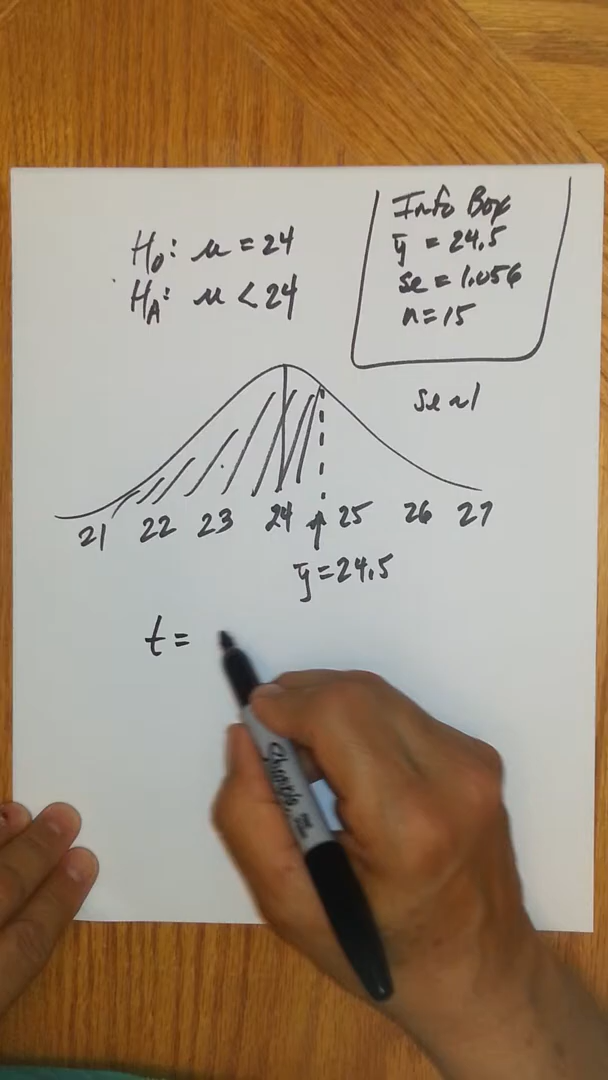 H₀: μ = 24
H_A: μ < 24
Info Box
ȳ = 24.5
se = 1.056
n = 15
se ≈ 1
21 22 23 24 25 26 27
ȳ = 24.5
t =
Sharpie